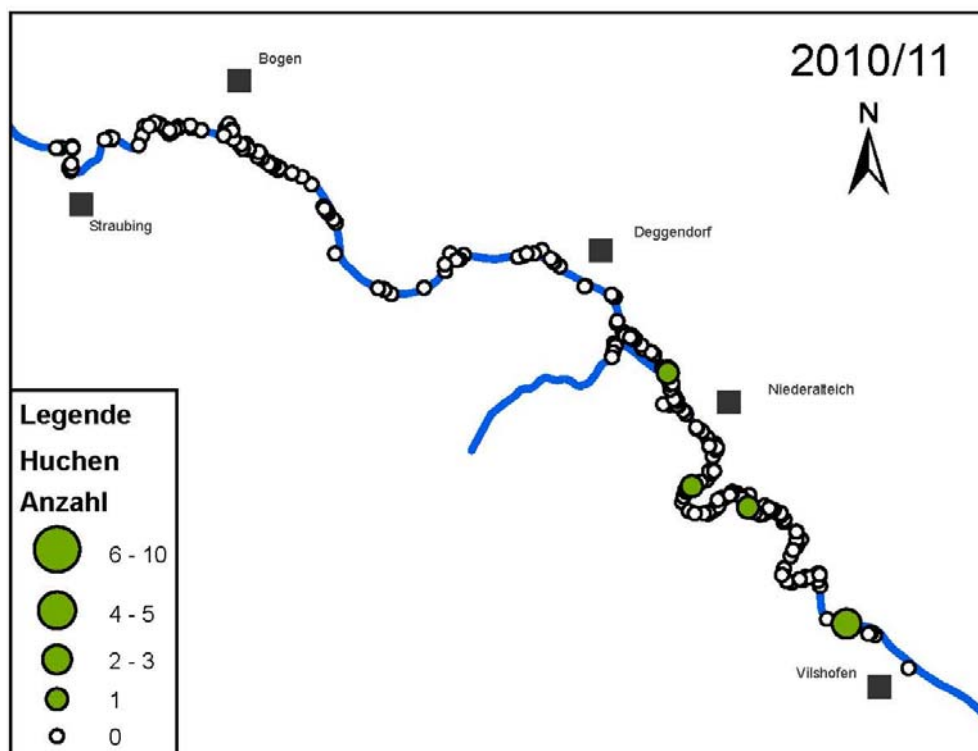 2010/11
N
Bogen
Straubing
Deggendorf
Niederalteich
Vilshofen
Legende
Huchen
Anzahl
6 - 10
4 - 5
2 - 3
1
0